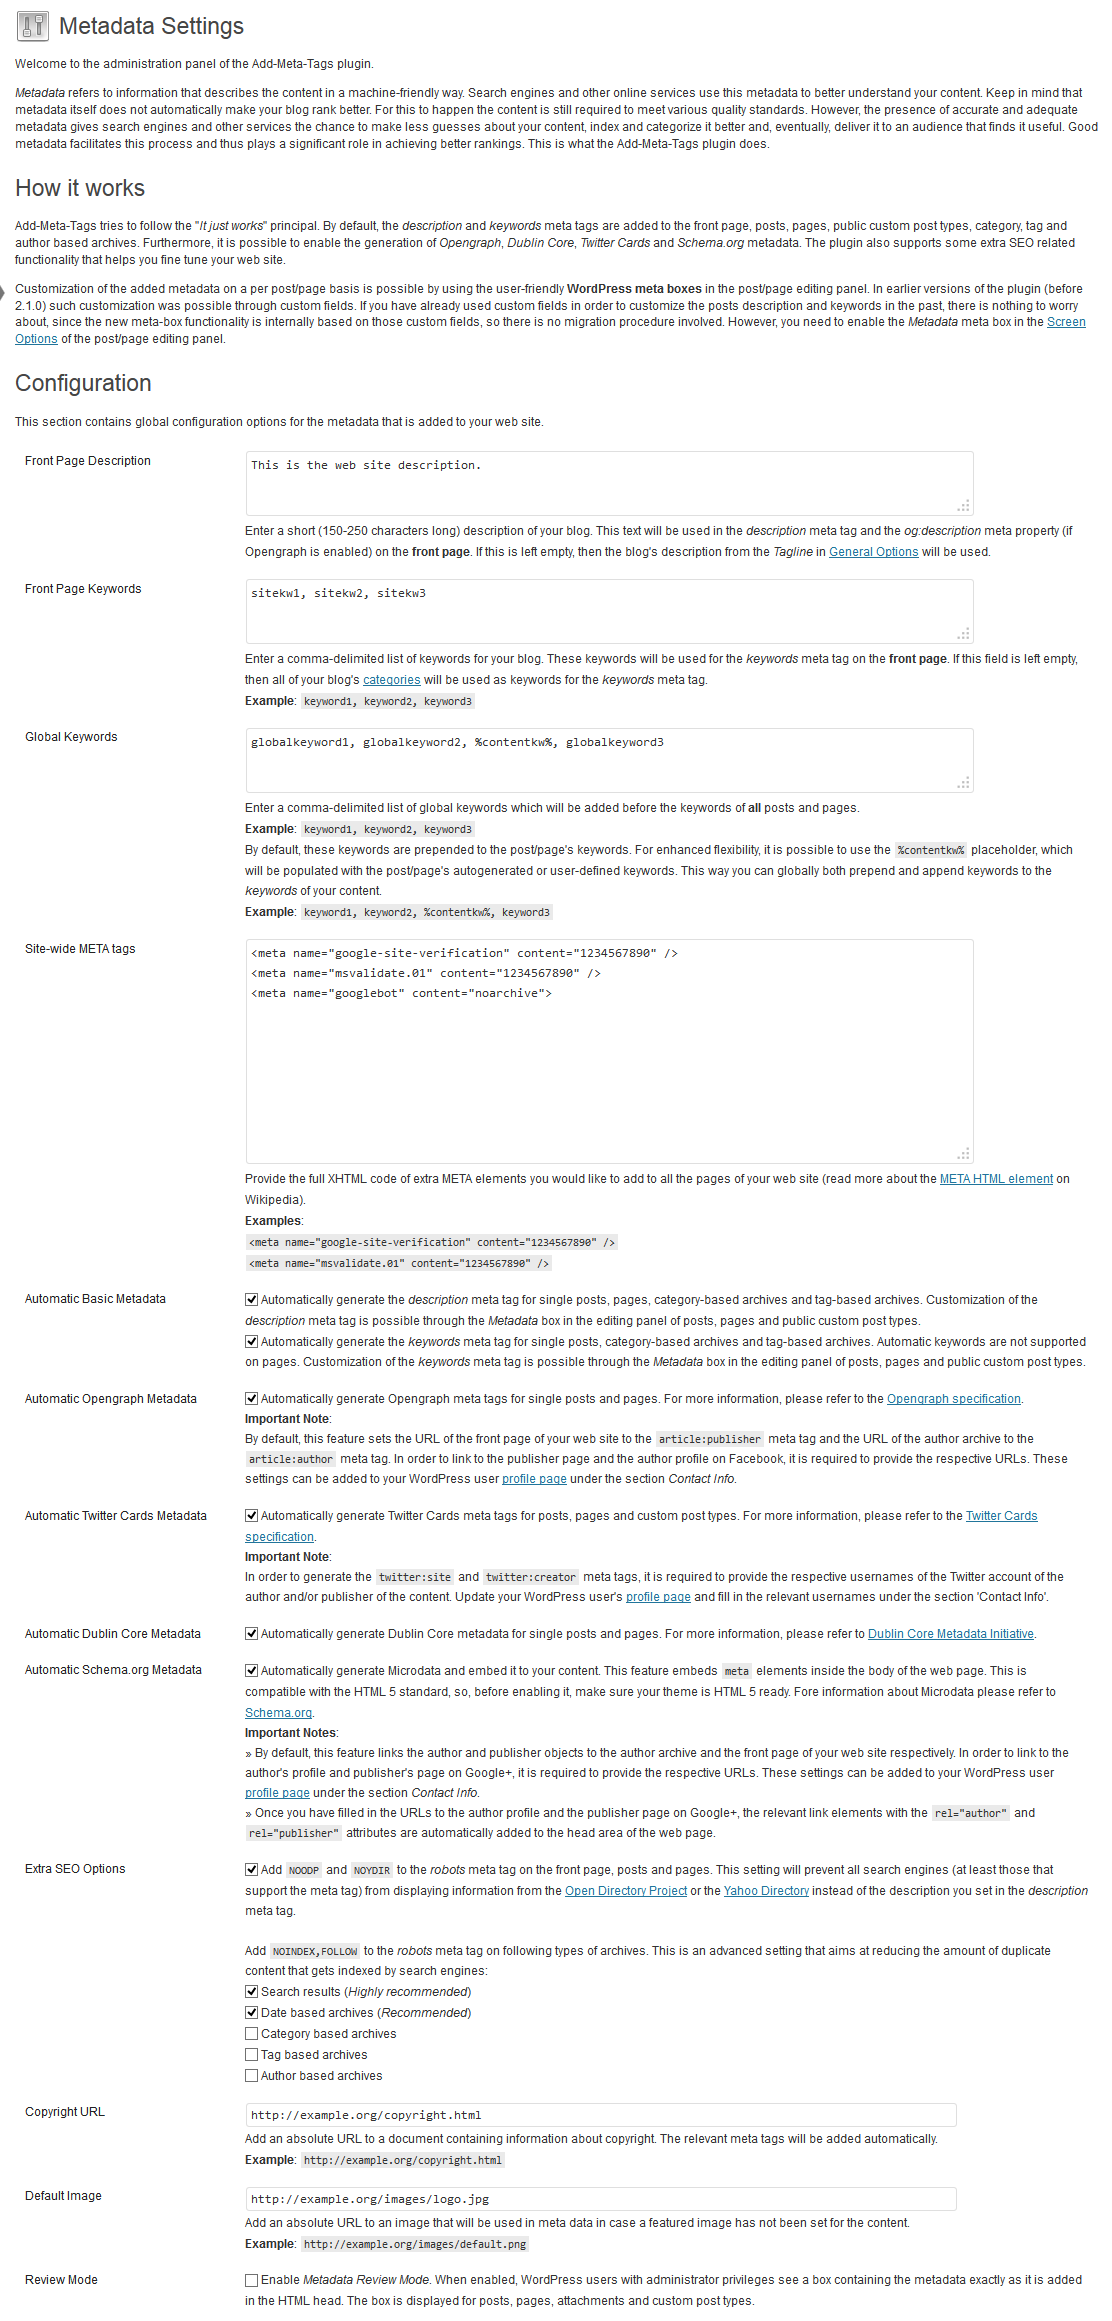 Metadata Settings
Welcome to the administration panel of the Add-Meta-Tags plugin.
Metadata refers to information that describes the content in a machine-friendly way. Search engines and other online services use this metadata to better understand your content. Keep in mind that
metadata itself does not automatically make your blog rank better. For this to happen the content is still required to meet various quality standards. However, the presence of accurate and adequate
metadata gives search engines and other services the chance to make less guesses about your content, index and categorize it better and, eventually, deliver it to an audience that finds it useful. Good
metadata facilitates this process and thus plays a significant role in achieving better rankings. This is what the Add-Meta-Tags plugin does.
How it works
Add-Meta-Tags tries to follow the "It just works" principal. By default, the description and keywords meta tags are added to the front page, posts, pages, public custom post types, category, tag and
author based archives. Furthermore, it is possible to enable the generation of Opengraph, Dublin Core, Twitter Cards and Schema.org metadata. The plugin also supports some extra SEO related
functionality that helps you fine tune your web site.
Customization of the added metadata on a per post/page basis is possible by using the user-friendly WordPress meta boxes in the post/page editing panel. In earlier versions of the plugin (before
2.1.0) such customization was possible through custom fields. If you have already used custom fields in order to customize the posts description and keywords in the past, there is nothing to worry
about, since the new meta-box functionality is internally based on those custom fields, so there is no migration procedure involved. However, you need to enable the Metadata meta box in the Screen
Options of the post/page editing panel.
Configuration
This section contains global configuration options for the metadata that is added to your web site.
Front Page Description
This is the web site description.
Enter a short (150-250 characters long) description of your blog. This text will be used in the description meta tag and the og:description meta property (if
Opengraph is enabled) on the front page. If this is left empty, then the blog's description from the Tagline in General Options will be used.
Front Page Keywords
sitekw1, sitekw2, sitekw3
Enter a comma-delimited list of keywords for your blog. These keywords will be used for the keywords meta tag on the front page. If this field is left empty,
then all of your blog's categories will be used as keywords for the keywords meta tag.
Example: keyword1, keyword2, keyword3
Global Keywords
globalkeyword1, globalkeyword2, %contentkw%, globalkeyword3
Enter a comma-delimited list of global keywords which will be added before the keywords of all posts and pages.
Example: keyword1, keyword2, keyword3
By default, these keywords are prepended to the post/page's keywords. For enhanced flexibility, it is possible to use the %contentkw% placeholder, which
will be populated with the post/page's autogenerated or user-defined keywords. This way you can globally both prepend and append keywords to the
keywords of your content.
Example: keyword1, keyword2, %contentkw%, keyword3
Site-wide META tags
<meta name="google-site-verification" content="1234567890" />
<meta name="msvalidate.01" content="1234567890" />
<meta name="googlebot" content="noarchive">
Provide the full XHTML code of extra META elements you would like to add to all the pages of your web site (read more about the META HTML element on
Wikipedia).
Examples:
<meta name="google-site-verification" content="1234567890" />
<meta name="msvalidate.01" content="1234567890" />
Automatic Basic Metadata
Automatically generate the description meta tag for single posts, pages, category-based archives and tag-based archives. Customization of the
description meta tag is possible through the Metadata box in the editing panel of posts, pages and public custom post types.
Automatically generate the keywords meta tag for single posts, category-based archives and tag-based archives. Automatic keywords are not supported
on pages. Customization of the keywords meta tag is possible through the Metadata box in the editing panel of posts, pages and public custom post types.
Automatic Opengraph Metadata
Automatically generate Opengraph meta tags for single posts and pages. For more information, please refer to the Opengraph specification.
Important Note:
By default, this feature sets the URL of the front page of your web site to the article:publisher meta tag and the URL of the author archive to the
article:author meta tag. In order to link to the publisher page and the author profile on Facebook, it is required to provide the respective URLs. These
settings can be added to your WordPress user profile page under the section Contact Info.
Automatic Twitter Cards Metadata
Automatically generate Twitter Cards meta tags for posts, pages and custom post types. For more information, please refer to the Twitter Cards
specification.
Important Note:
In order to generate the twitter:site and twitter:creator meta tags, it is required to provide the respective usernames of the Twitter account of the
author and/or publisher of the content. Update your WordPress user's profile page and fill in the relevant usernames under the section 'Contact Info'.
Automatic Dublin Core Metadata
Automatically generate Dublin Core metadata for single posts and pages. For more information, please refer to Dublin Core Metadata Initiative.
Automatic Schema.org Metadata
Automatically generate Microdata and embed it to your content. This feature embeds meta elements inside the body of the web page. This is
compatible with the HTML 5 standard, so, before enabling it, make sure your theme is HTML 5 ready. Fore information about Microdata please refer to
Schema.org.
Important Notes:
» By default, this feature links the author and publisher objects to the author archive and the front page of your web site respectively. In order to link to the
author's profile and publisher's page on Google+, it is required to provide the respective URLs. These settings can be added to your WordPress user
profile page under the section Contact Info.
» Once you have filled in the URLs to the author profile and the publisher page on Google+, the relevant link elements with the rel="author" and
rel="publisher" attributes are automatically added to the head area of the web page.
Extra SEO Options
Add NOODP and NOYDIR to the robots meta tag on the front page, posts and pages. This setting will prevent all search engines (at least those that
support the meta tag) from displaying information from the Open Directory Project or the Yahoo Directory instead of the description you set in the description
meta tag.
Add NOINDEX,FOLLOW to the robots meta tag on following types of archives. This is an advanced setting that aims at reducing the amount of duplicate
content that gets indexed by search engines:
Search results (Highly recommended)
Date based archives (Recommended)
Category based archives
Tag based archives
Author based archives
Copyright URL
http://example.org/copyright.html
Add an absolute URL to a document containing information about copyright. The relevant meta tags will be added automatically.
Example: http://example.org/copyright.html
Default Image
http://example.org/images/logo.jpg
Add an absolute URL to an image that will be used in meta data in case a featured image has not been set for the content.
Example: http://example.org/images/default.png
Review Mode
Enable Metadata Review Mode. When enabled, WordPress users with administrator privileges see a box containing the metadata exactly as it is added
in the HTML head. The box is displayed for posts, pages, attachments and custom post types.